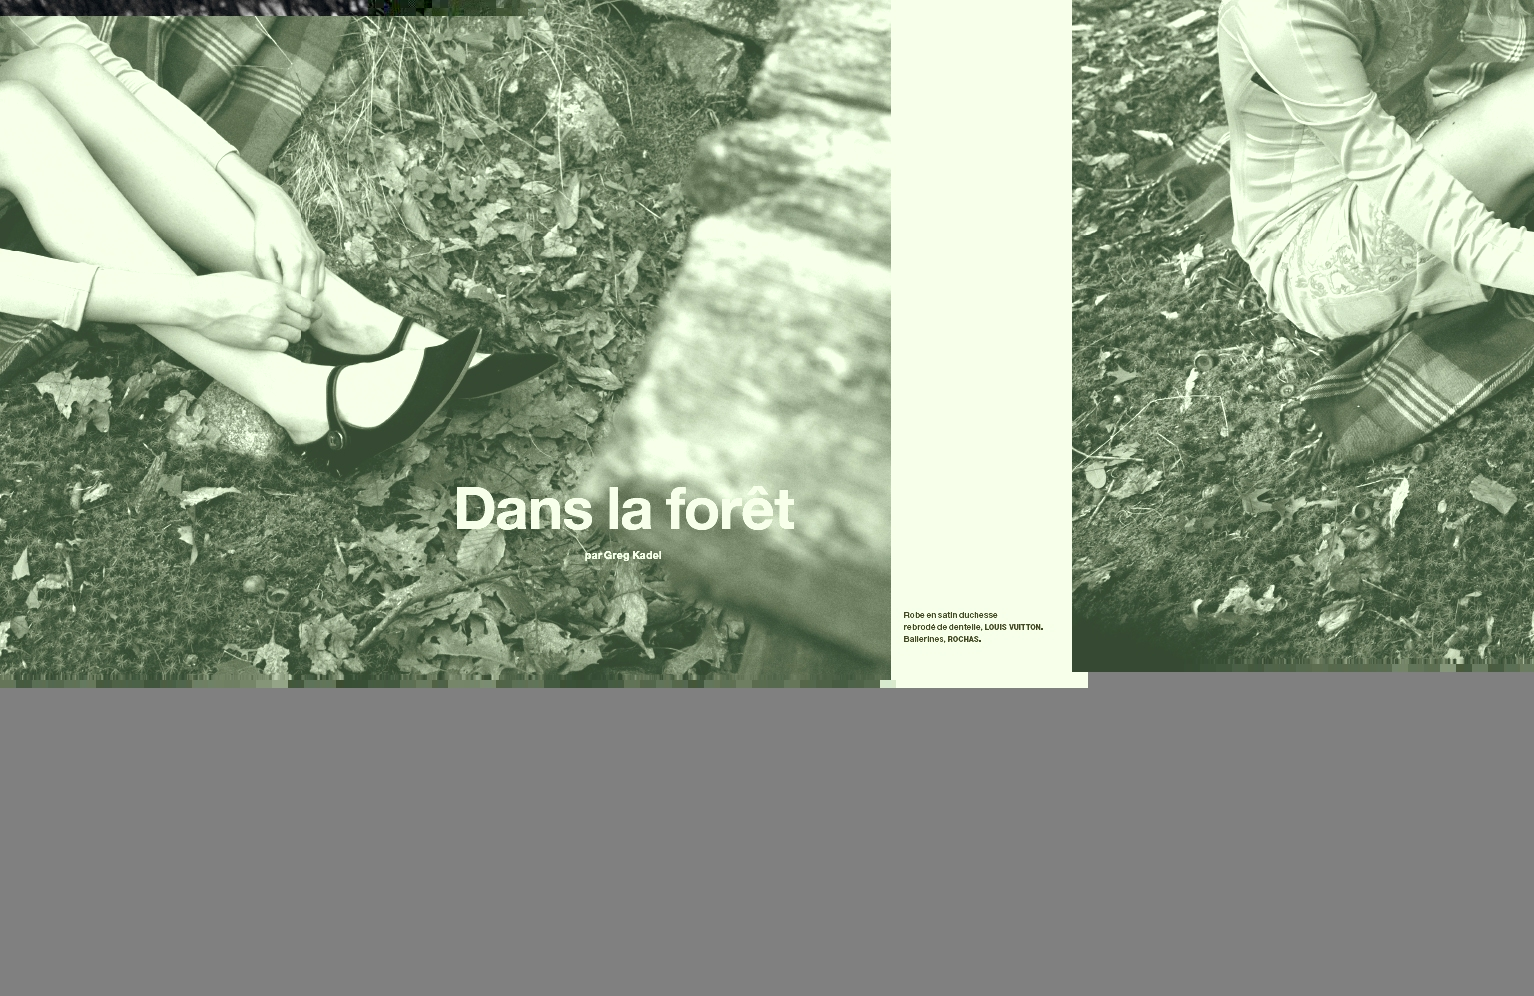 Dans la forêt
par Greg Kadel
Robe en satin duchesse
rebrodé de dentelle, LOUIS VUITTON.
Ballerines, ROCHAS.